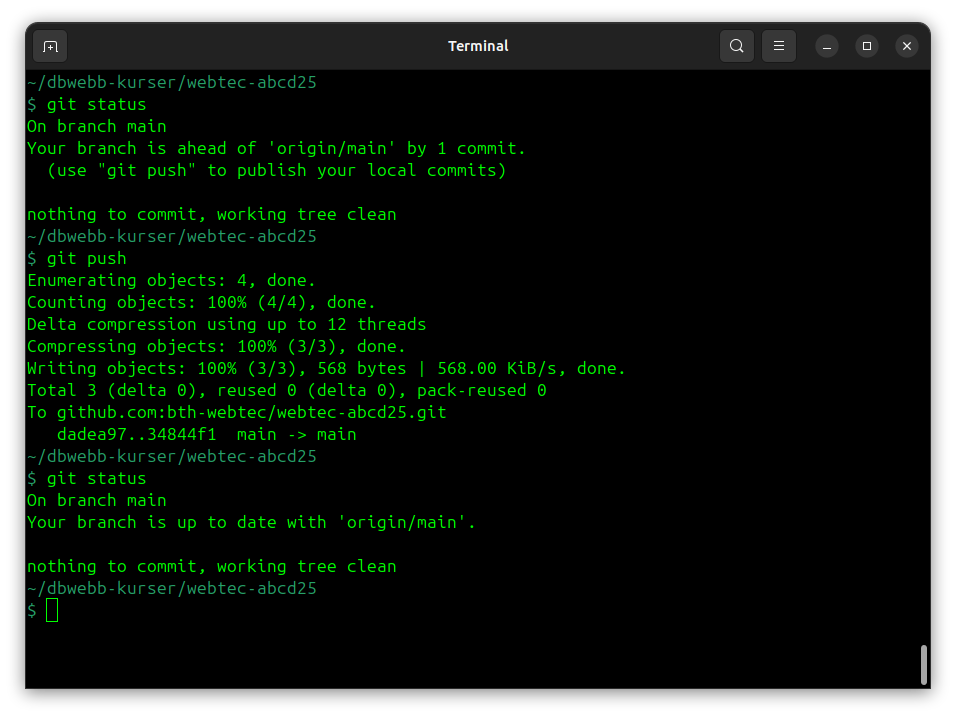 Terminal
~/dbwebb-kurser/webtec-abcd25
$ git status
On branch main
Your branch is ahead of 'origin/main' by 1 commit.
  (use "git push" to publish your local commits)

nothing to commit, working tree clean
~/dbwebb-kurser/webtec-abcd25
$ git push
Enumerating objects: 4, done.
Counting objects: 100% (4/4), done.
Delta compression using up to 12 threads
Compressing objects: 100% (3/3), done.
Writing objects: 100% (3/3), 568 bytes | 568.00 KiB/s, done.
Total 3 (delta 0), reused 0 (delta 0), pack-reused 0
To github.com:bth-webtec/webtec-abcd25.git
   dadea97..34844f1  main -> main
~/dbwebb-kurser/webtec-abcd25
$ git status
On branch main
Your branch is up to date with 'origin/main'.

nothing to commit, working tree clean
~/dbwebb-kurser/webtec-abcd25
$